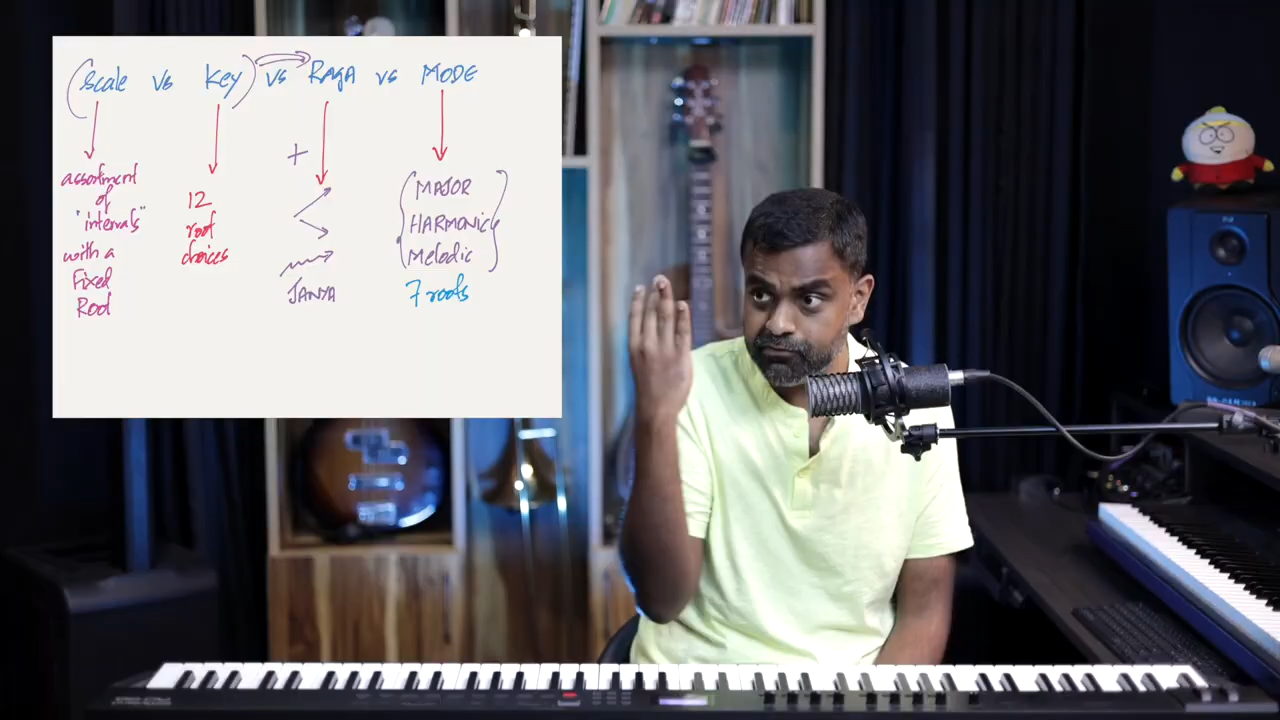 (Scale vs Key) vs RAGA vs MODE
assortment
of
"intervals"
with a
Fixed
Root
12
root
choices
+
JANYA
MAJOR
HARMONIC
Melodic
7 roots